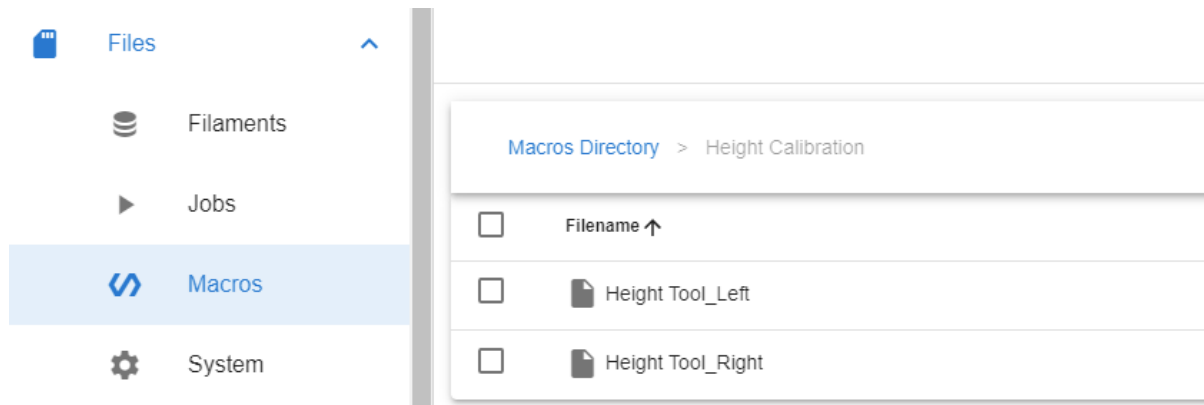 Files
Filaments
Jobs
Macros
System
Macros Directory > Height Calibration
Filename
Height Tool_Left
Height Tool_Right